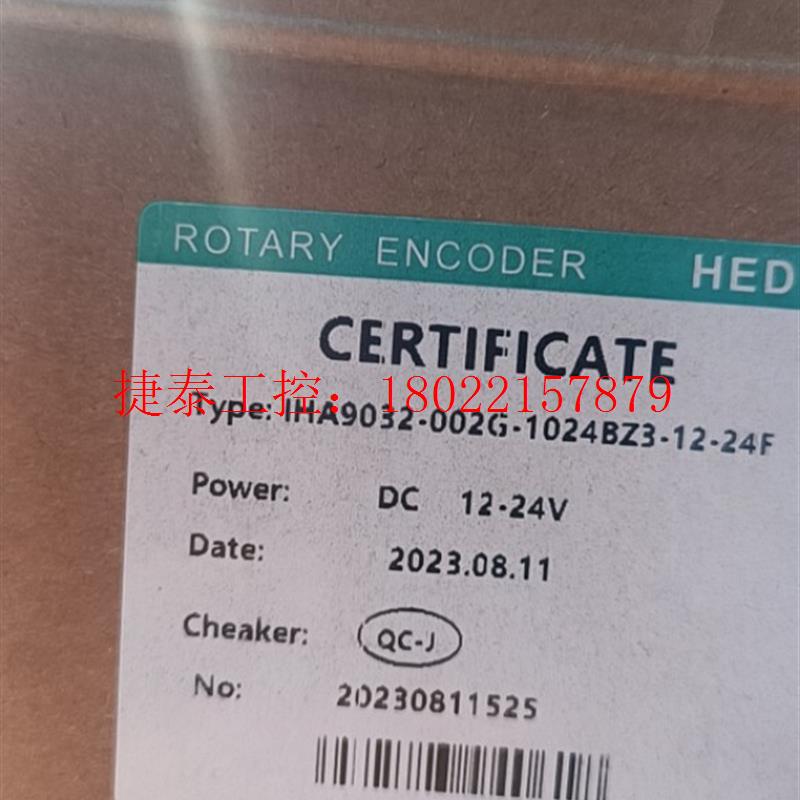 ROTARY ENCODER HED
CERTIFICATE
捷泰工控：18022157879
Type: IHA9032-002G-1024BZ3-12-24F
Power: DC 12-24V
Date: 2023.08.11
Cheaker: QC-J
No: 20230811525